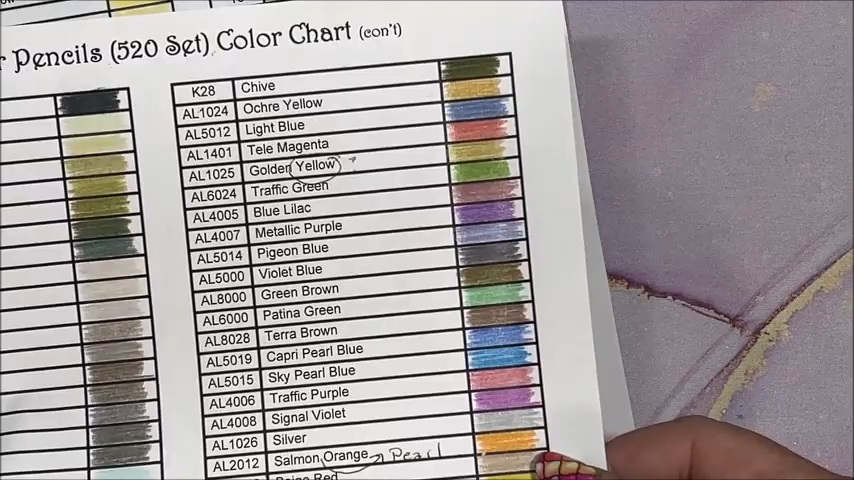 r Pencils (520 Set) Color Chart (con't)
K28 Chive
AL1024 Ochre Yellow
AL5012 Light Blue
AL1401 Tele Magenta
AL1025 Golden Yellow
AL6024 Traffic Green
AL4005 Blue Lilac
AL4007 Metallic Purple
AL5014 Pigeon Blue
AL5000 Violet Blue
AL8000 Green Brown
AL6000 Patina Green
AL8028 Terra Brown
AL5019 Capri Pearl Blue
AL5015 Sky Pearl Blue
AL4006 Traffic Purple
AL4008 Signal Violet
AL1026 Silver
AL2012 Salmon Orange → Pearl
Beige Red